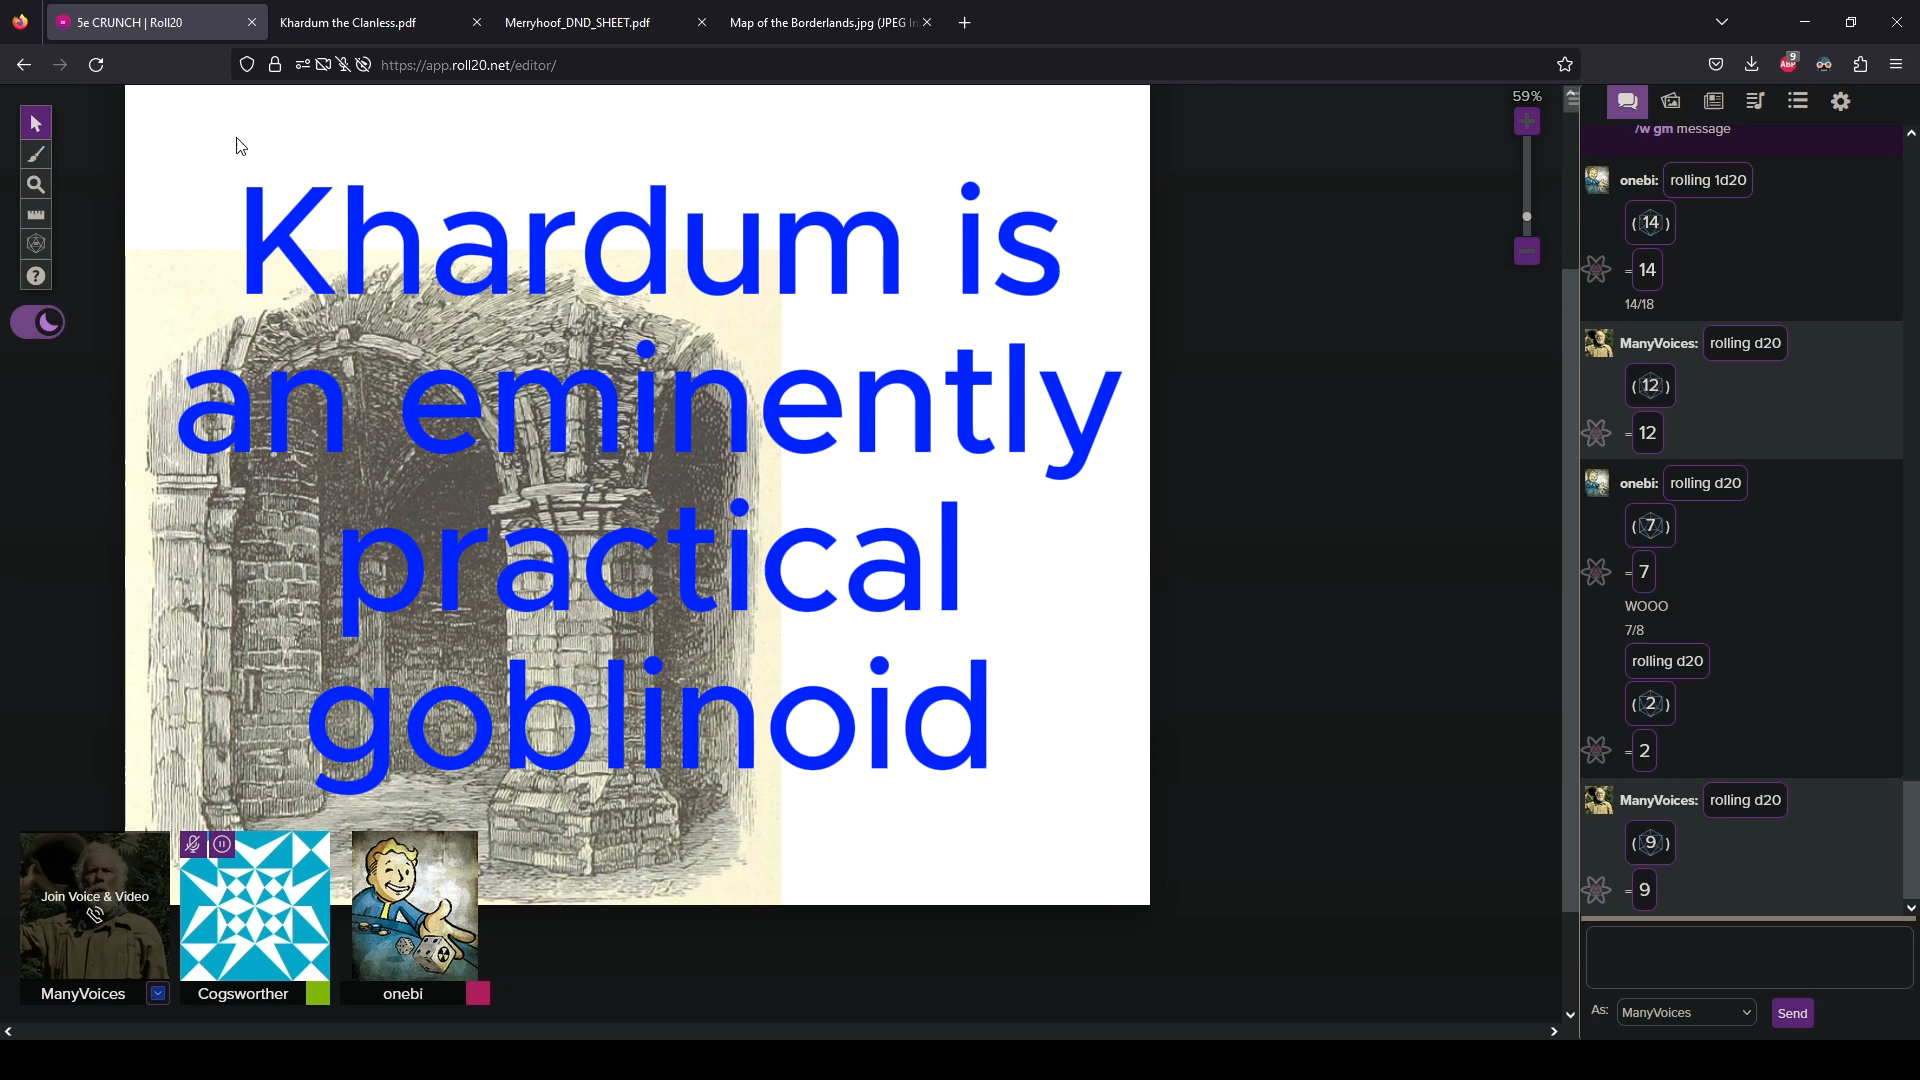 5e CRUNCH | Roll20
Khardum the Clanless.pdf
Merryhoof_DND_SHEET.pdf
Map of the Borderlands.jpg (JPEG
9
ABP
https://app.roll20.net/editor/
59%
/w gm message
onebi: rolling 1d20
(14)
=14
14/18
ManyVoices: rolling d20
(12)
=12
onebi: rolling d20
(7)
=7
WOOO
7/8
rolling d20
(2)
=2
ManyVoices: rolling d20
(9)
=9
As: ManyVoices
Send
Khardum is
an eminently
practical
goblinoid
Join Voice & Video
ManyVoices
Cogsworther
onebi